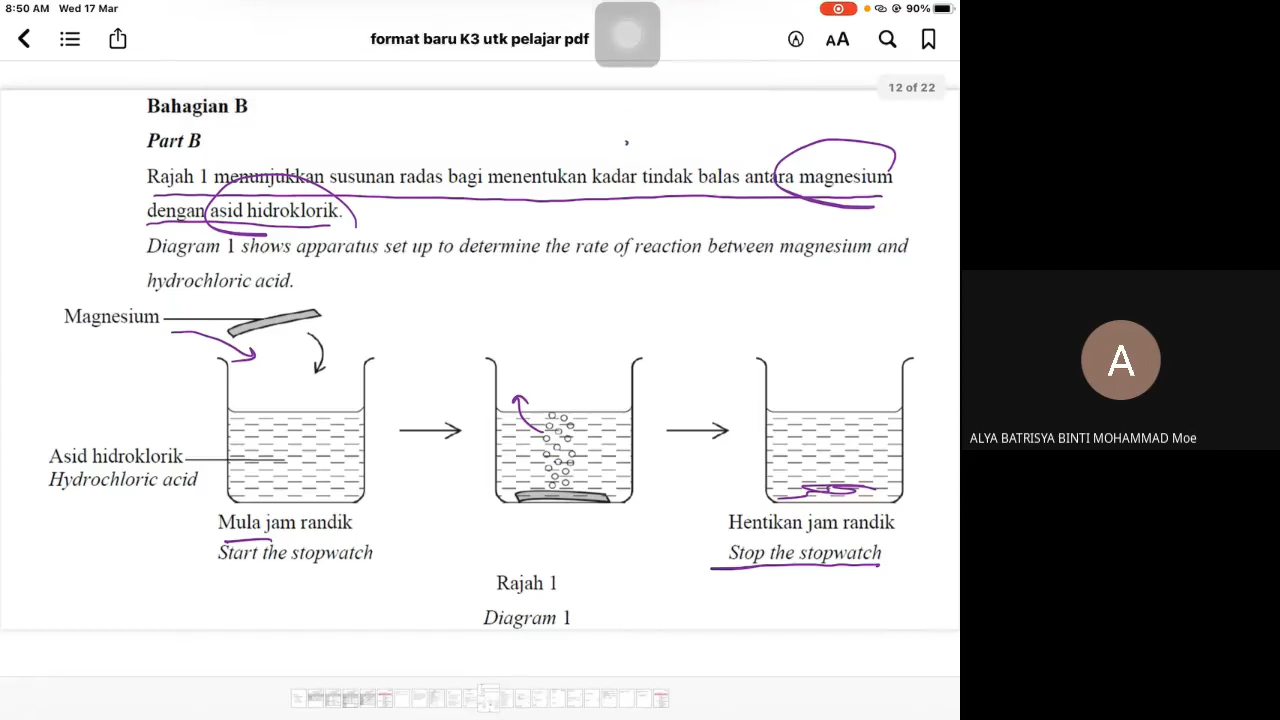 8:50 AM Wed 17 Mar
90%
format baru K3 utk pelajar pdf
AA
12 of 22
Bahagian B
Part B
Rajah 1 menunjukkan susunan radas bagi menentukan kadar tindak balas antara magnesium
dengan asid hidroklorik.
Diagram 1 shows apparatus set up to determine the rate of reaction between magnesium and
hydrochloric acid.
Magnesium
Asid hidroklorik
Hydrochloric acid
Mula jam randik
Start the stopwatch
Hentikan jam randik
Stop the stopwatch
Rajah 1
Diagram 1
A
ALYA BATRISYA BINTI MOHAMMAD Moe